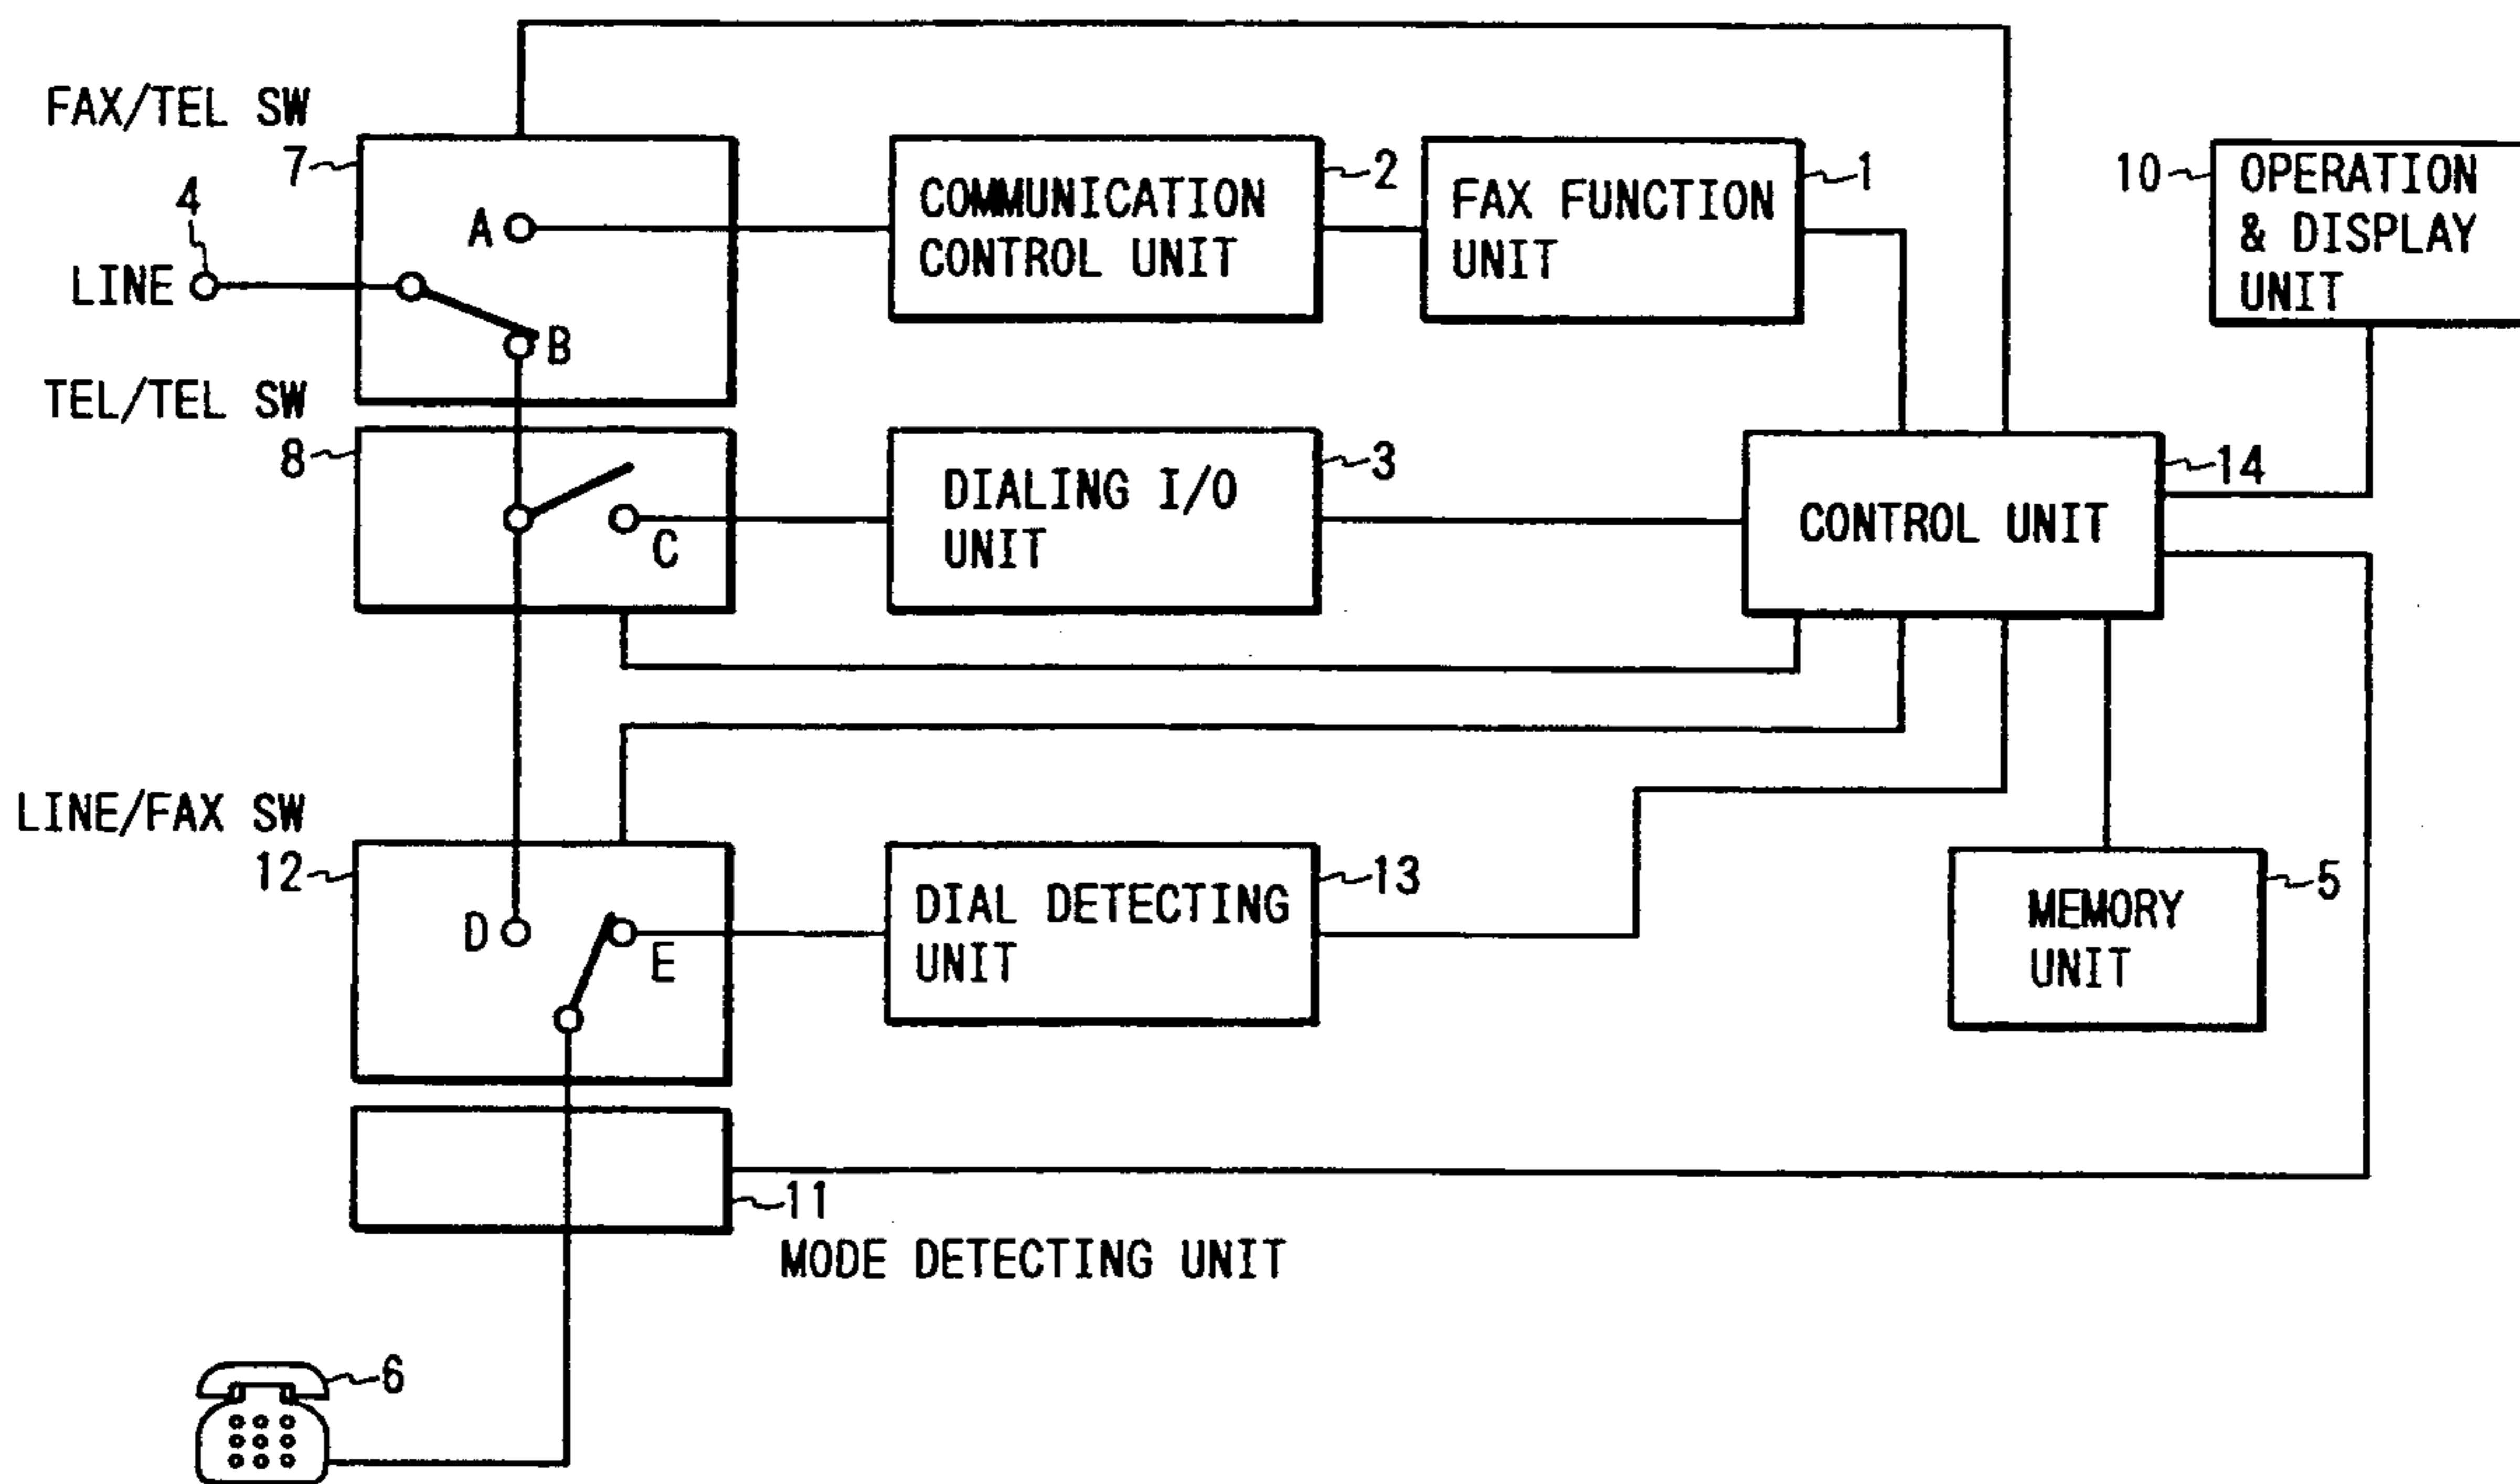 FAX/TEL SW
7
4
LINE
A
B
COMMUNICATION
CONTROL UNIT
2
FAX FUNCTION
UNIT
1
10
OPERATION
& DISPLAY
UNIT
TEL/TEL SW
8
C
DIALING I/O
UNIT
3
CONTROL UNIT
14
LINE/FAX SW
12
D
E
DIAL DETECTING
UNIT
13
MEMORY
UNIT
5
11
MODE DETECTING UNIT
6